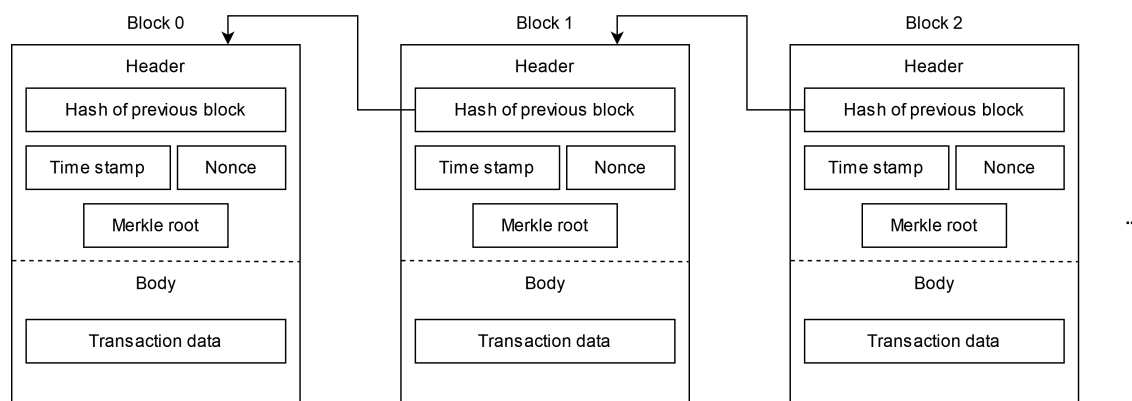 Block 0
Header
Hash of previous block
Time stamp
Nonce
Merkle root
Body
Transaction data
Block 1
Header
Hash of previous block
Time stamp
Nonce
Merkle root
Body
Transaction data
Block 2
Header
Hash of previous block
Time stamp
Nonce
Merkle root
Body
Transaction data
..